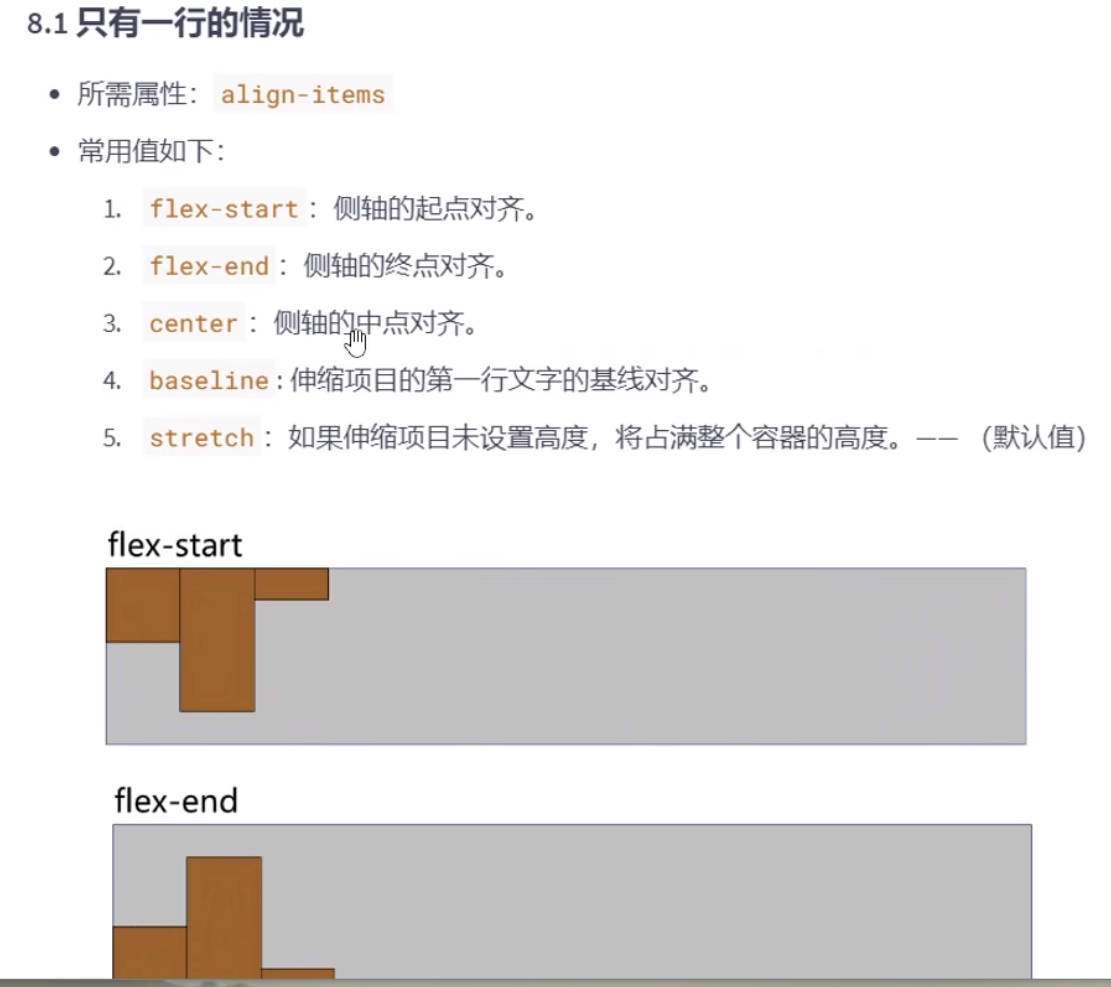 8.1 只有一行的情况
• 所需属性： align-items
• 常用值如下：
1. flex-start ：侧轴的起点对齐。
2. flex-end ：侧轴的终点对齐。
3. center ：侧轴的中点对齐。
4. baseline : 伸缩项目的第一行文字的基线对齐。
5. stretch ：如果伸缩项目未设置高度，将占满整个容器的高度。—— (默认值)
flex-start
flex-end